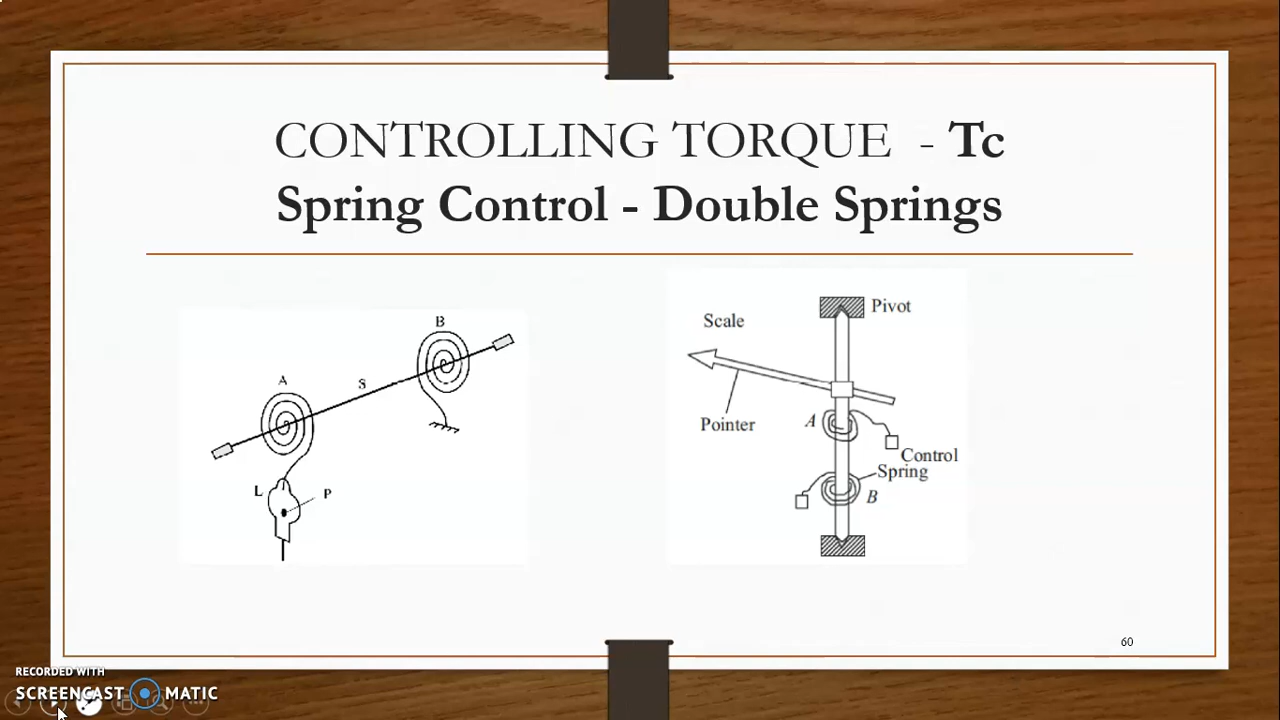 CONTROLLING TORQUE - Tc
Spring Control - Double Springs
B
A
S
L
P
Pivot
Scale
Pointer
A
Control
Spring
B
60
RECORDED WITH
SCREENCAST MATIC